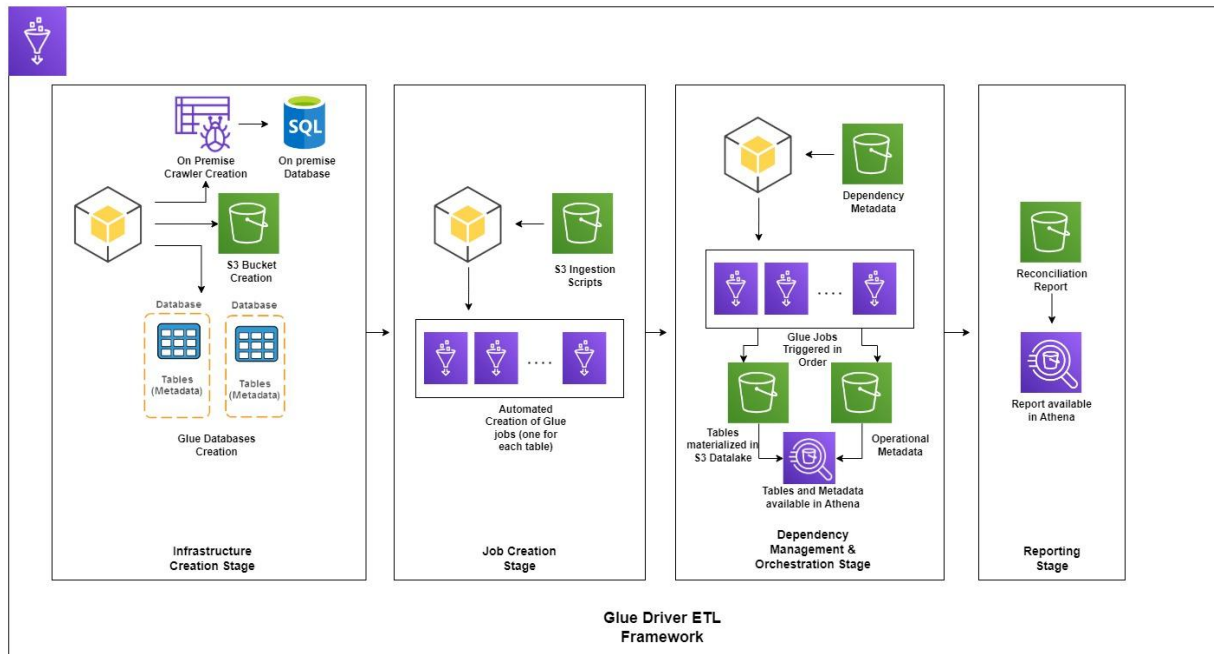 SQL
On Premise
Crawler Creation
On premise
Database
S3 Bucket
Creation
Database
Database
Tables
(Metadata)
Tables
(Metadata)
Glue Databases
Creation
Infrastructure
Creation Stage
S3 Ingestion
Scripts
....
Automated
Creation of Glue
jobs (one for
each table)
Job Creation
Stage
Dependency
Metadata
....
Glue Jobs
Triggered in
Order
Tables
materialized in
S3 Datalake
Operational
Metadata
Tables and Metadata
available in Athena
Dependency
Management &
Orchestration Stage
Reconciliation
Report
Report available
in Athena
Reporting
Stage
Glue Driver ETL
Framework